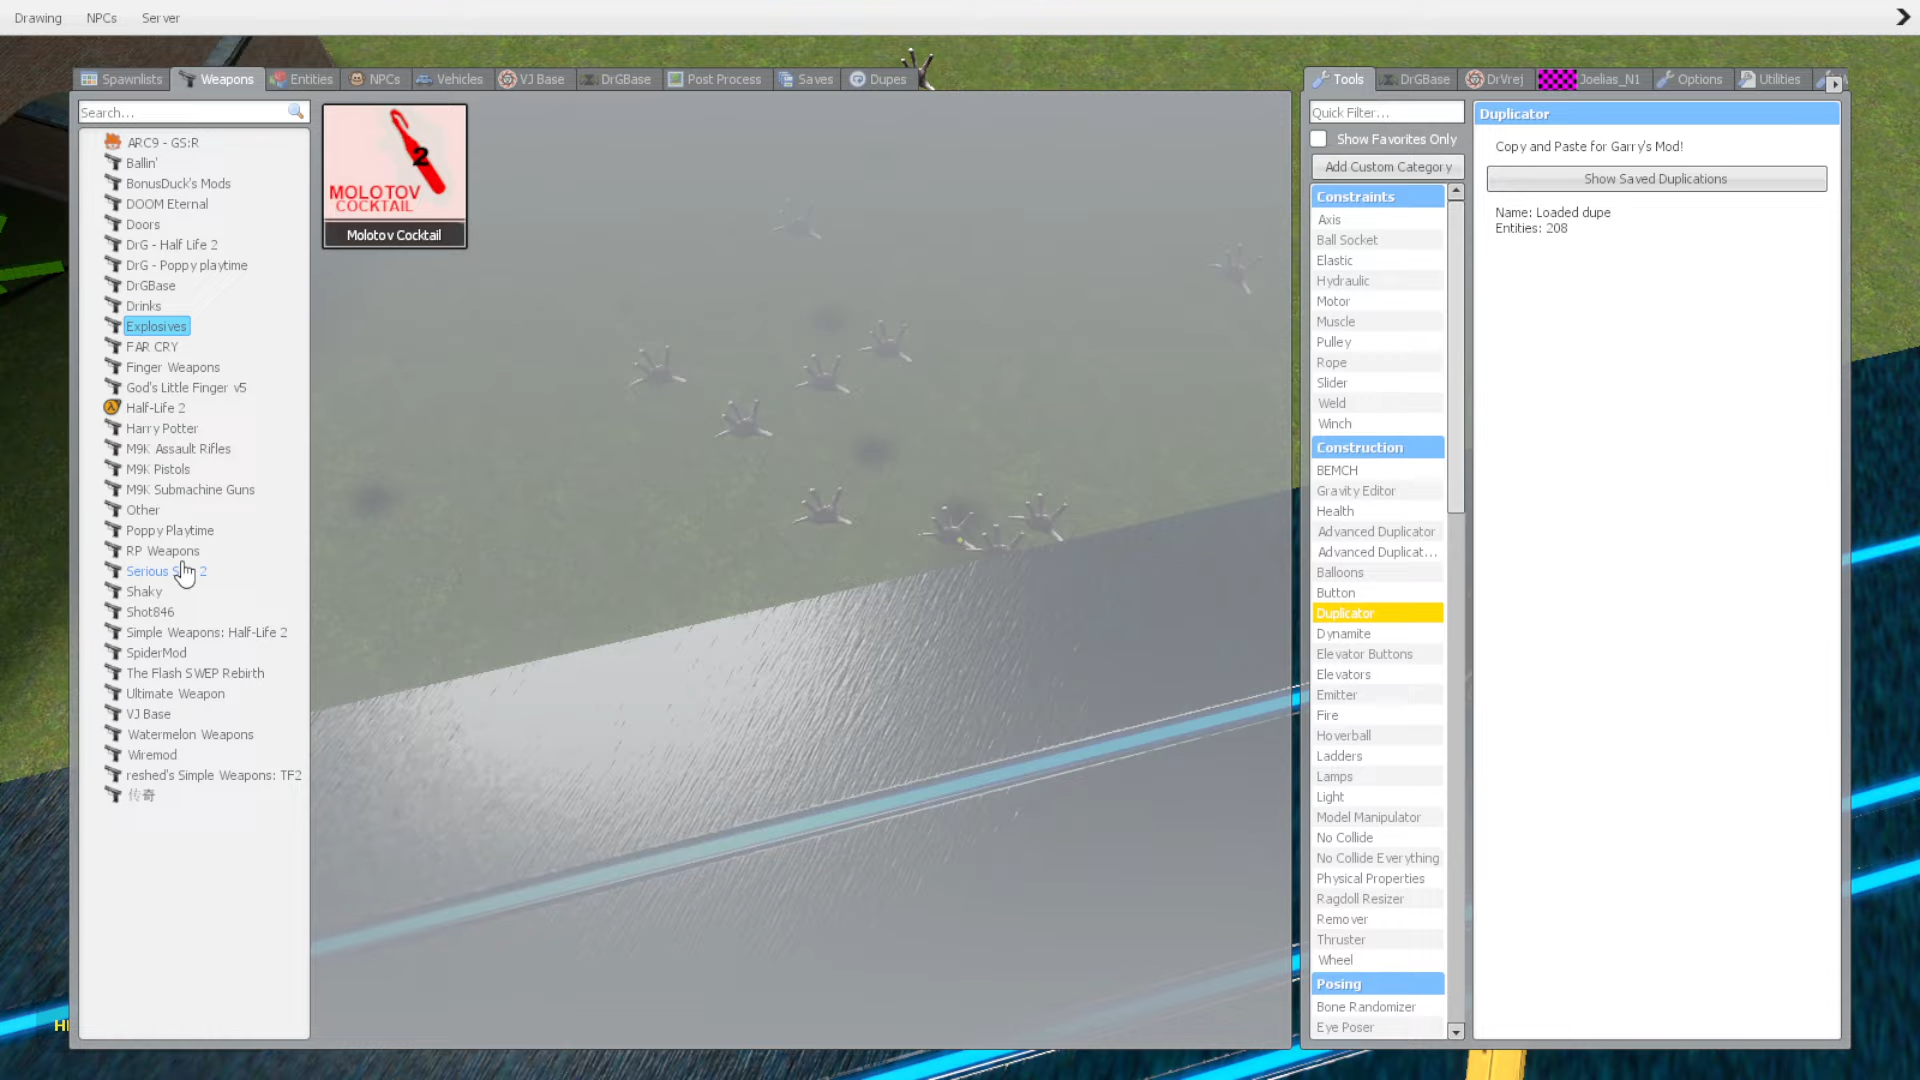 Drawing NPCs Server
Spawnlists Weapons Entities NPCs Vehicles VJ Base DrGBase Post Process Saves Dupes
Search...
ARC9 - GS:R
Ballin'
BonusDuck's Mods
DOOM Eternal
Doors
DrG - Half Life 2
DrG - Poppy playtime
DrGBase
Drinks
Explosives
FAR CRY
Finger Weapons
God's Little Finger v5
Half-Life 2
Harry Potter
M9K Assault Rifles
M9K Pistols
M9K Submachine Guns
Other
Poppy Playtime
RP Weapons
Serious 2
Shaky
Shot846
Simple Weapons: Half-Life 2
SpiderMod
The Flash SWEP Rebirth
Ultimate Weapon
VJ Base
Watermelon Weapons
Wiremod
reshed's Simple Weapons: TF2
传奇
2
MOLOTOV
COCKTAIL
Molotov Cocktail
Tools DrGBase DrVrej Joelias_N1 Options Utilities
Quick Filter...
Show Favorites Only
Add Custom Category
Constraints
Axis
Ball Socket
Elastic
Hydraulic
Motor
Muscle
Pulley
Rope
Slider
Weld
Winch
Construction
BEMCH
Gravity Editor
Health
Advanced Duplicator
Advanced Duplicat...
Balloons
Button
Duplicator
Dynamite
Elevator Buttons
Elevators
Emitter
Fire
Hoverball
Ladders
Lamps
Light
Model Manipulator
No Collide
No Collide Everything
Physical Properties
Ragdoll Resizer
Remover
Thruster
Wheel
Posing
Bone Randomizer
Eye Poser
Duplicator
Copy and Paste for Garry's Mod!
Show Saved Duplications
Name: Loaded dupe
Entities: 208